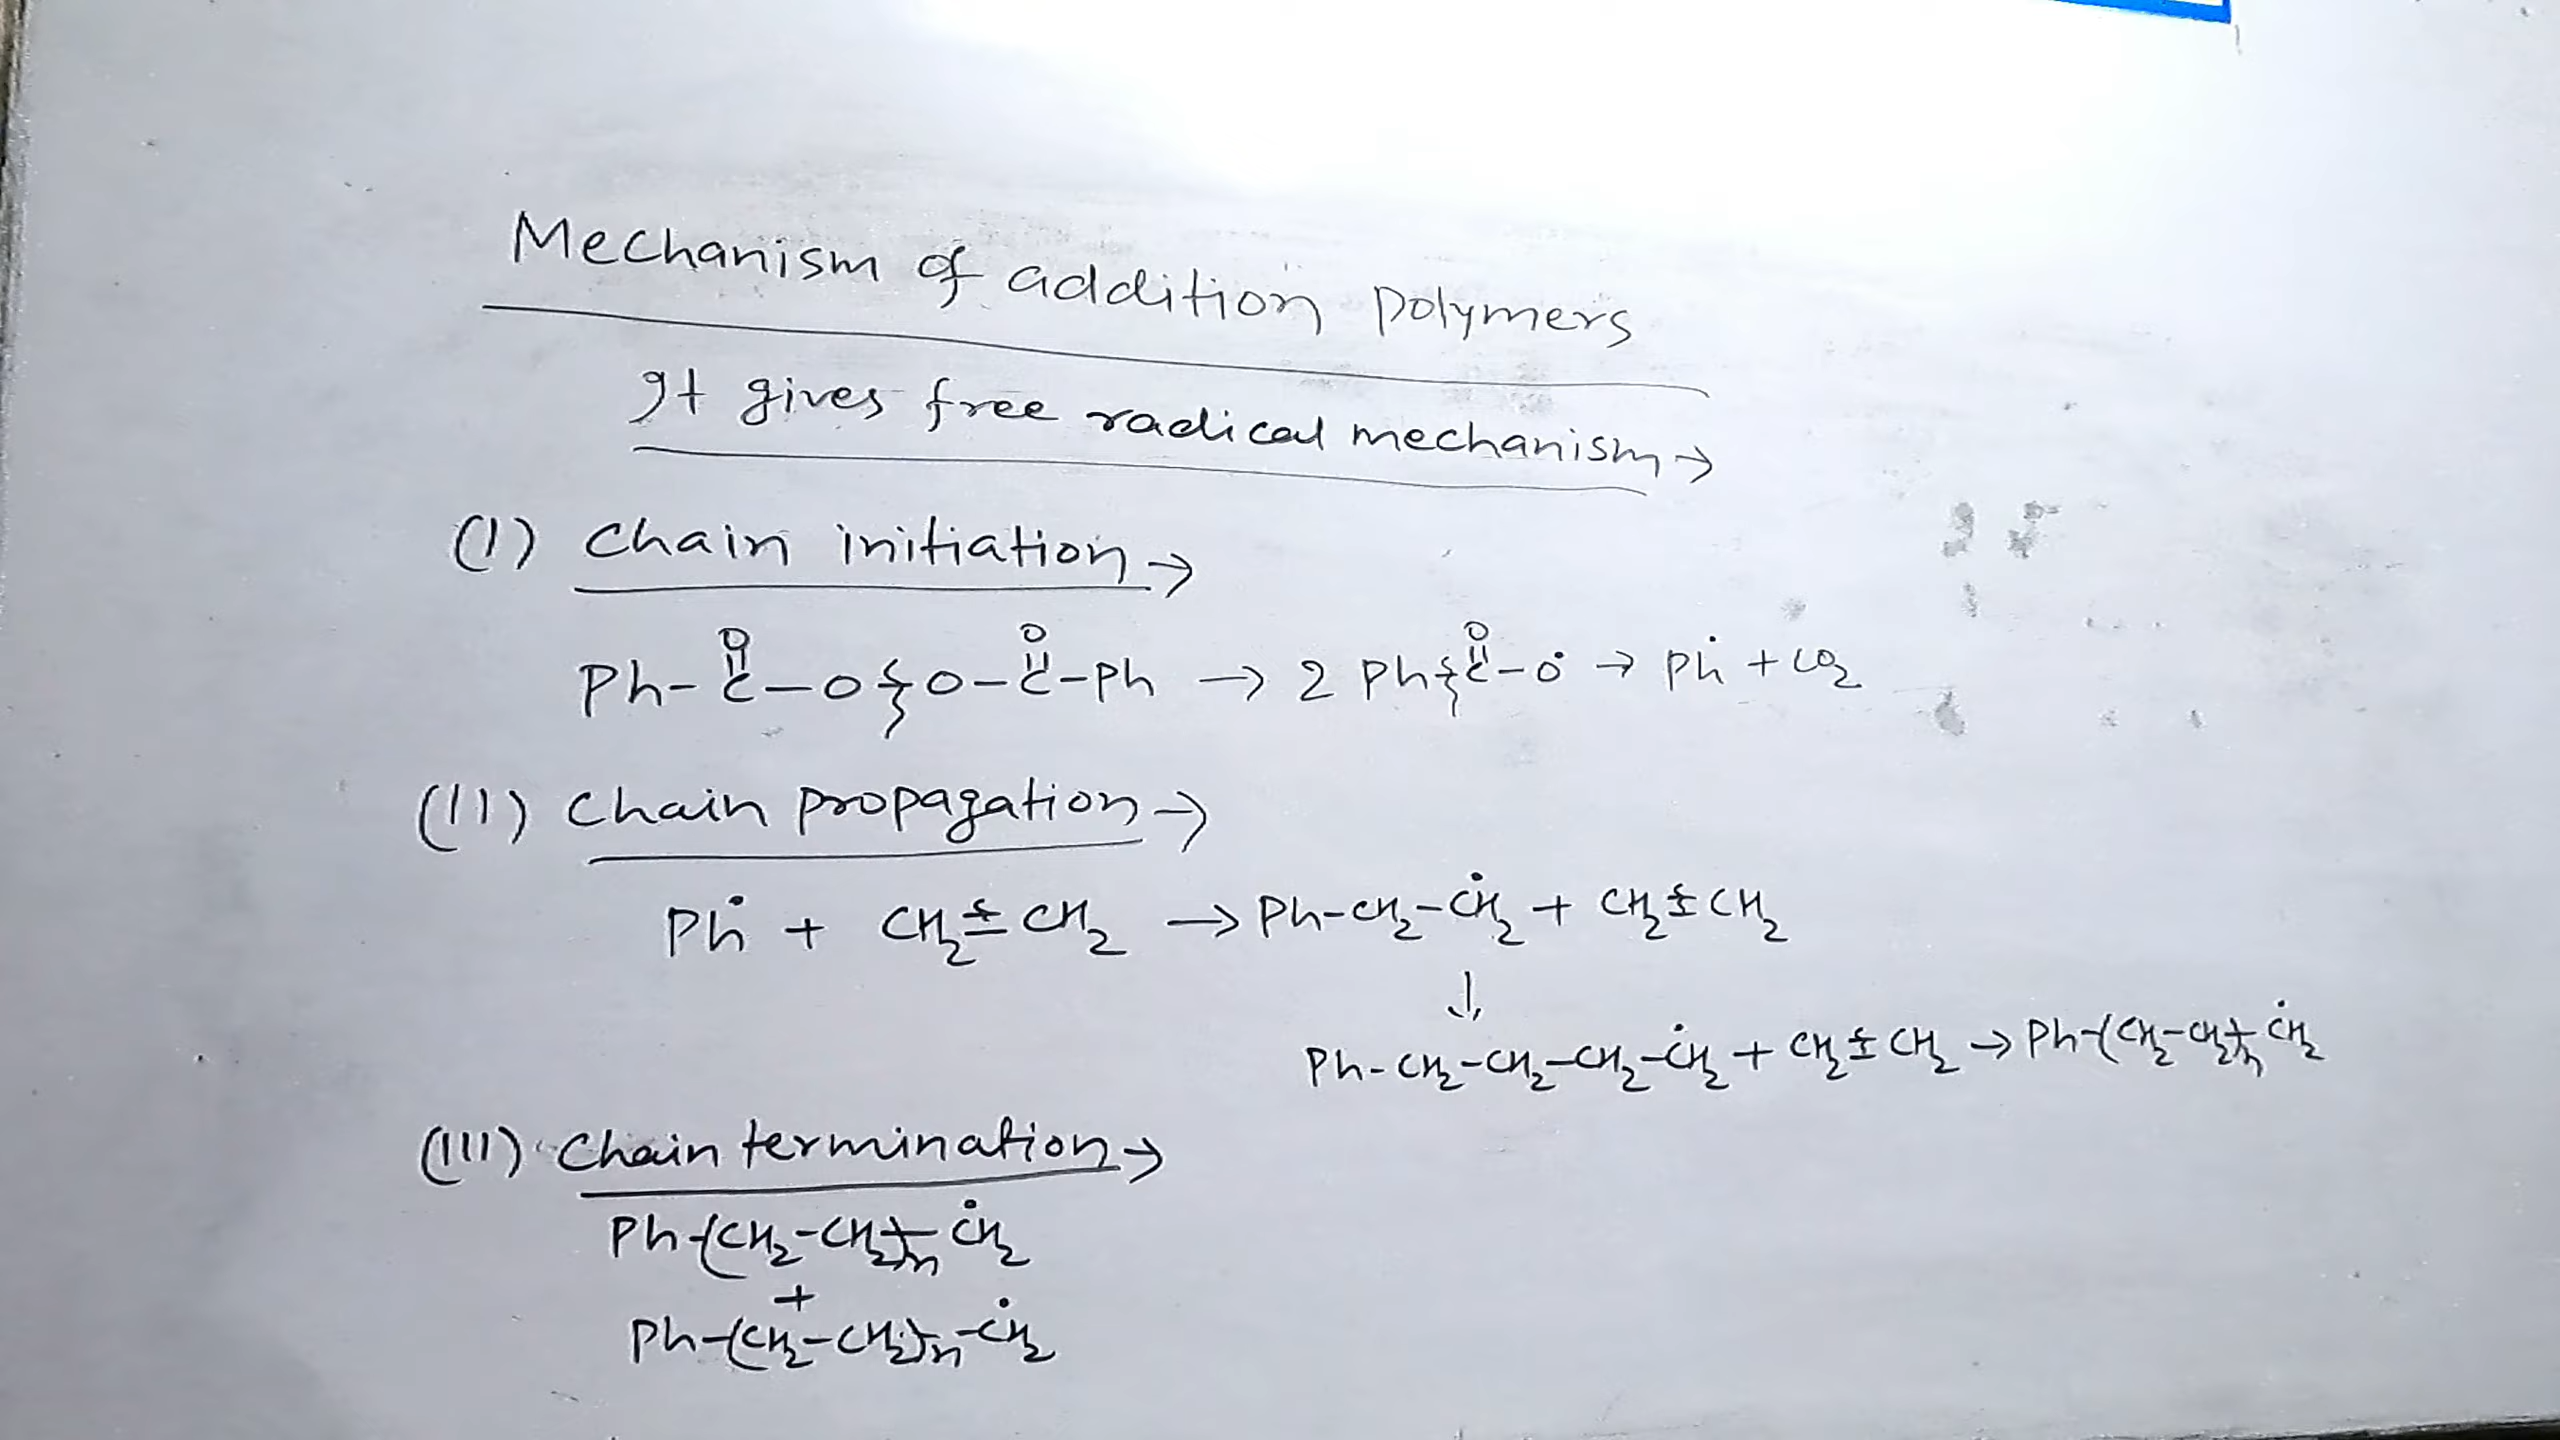 Mechanism of addition polymers
It gives free radical mechanism →
(I) Chain initiation →
Ph-C(=O)-O-O-C(=O)-Ph → 2 Ph-C(=O)-Ȯ → Pḣ + CO₂
(II) Chain propagation →
Pḣ + CH₂=CH₂ → Ph-CH₂-ĊH₂ + CH₂=CH₂
↓
Ph-CH₂-CH₂-CH₂-ĊH₂ + CH₂=CH₂ → Ph-(CH₂-CH₂)ₙ-ĊH₂
(III) Chain termination →
Ph-(CH₂-CH₂)ₙ-ĊH₂
+
Ph-(CH₂-CH₂)ₙ-ĊH₂